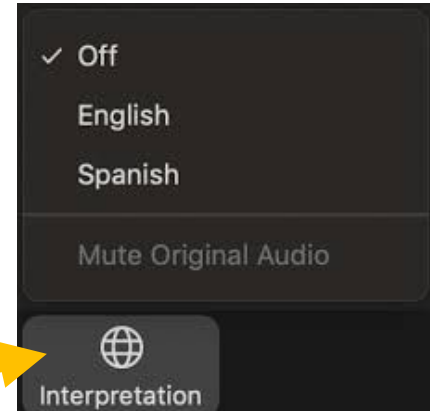 Off
English
Spanish
Mute Original Audio
Interpretation